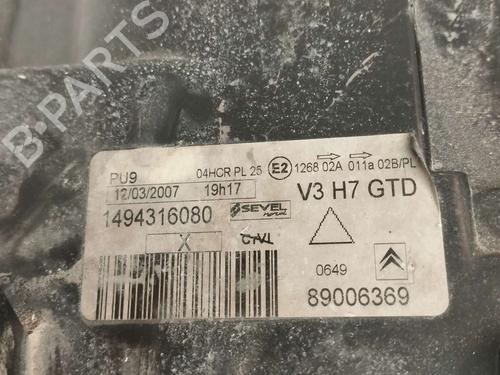 B-PARTS
PU9 04HCR PL 25 E2 1268 02A 011a 02B/PL
12/03/2007 19h17 V3 H7 GTD
1494316080 SEVEL
X
0649
89006369